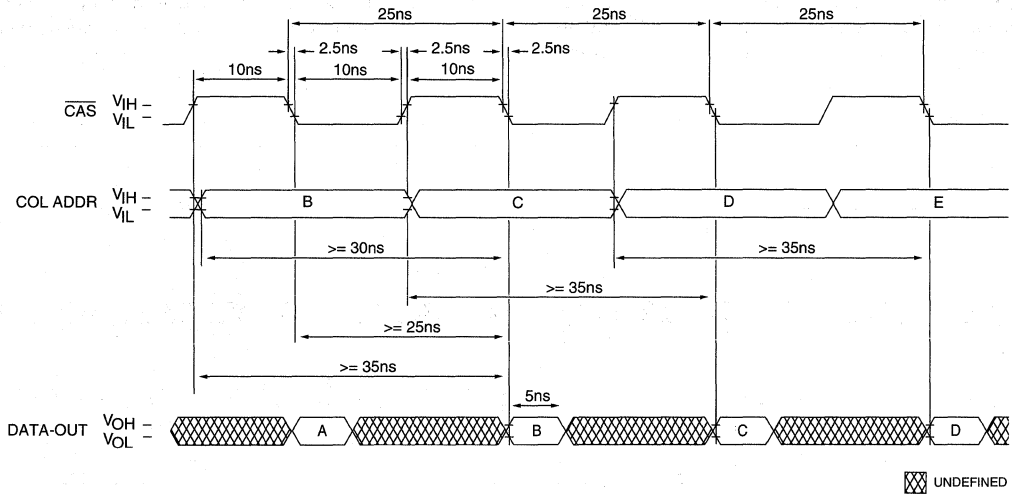 25ns 25ns 25ns
2.5ns 2.5ns 2.5ns
10ns 10ns 10ns
CAS VIH VIL
COL ADDR VIH VIL B C D E
>= 30ns >= 35ns
>= 35ns
>= 25ns
>= 35ns
5ns
DATA-OUT VOH VOL A B C D
UNDEFINED